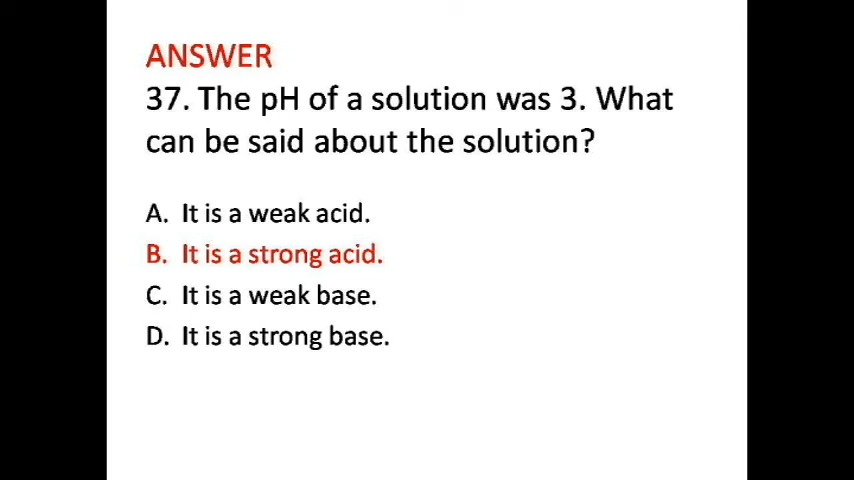 ANSWER
37. The pH of a solution was 3. What
can be said about the solution?
A. It is a weak acid.
B. It is a strong acid.
C. It is a weak base.
D. It is a strong base.